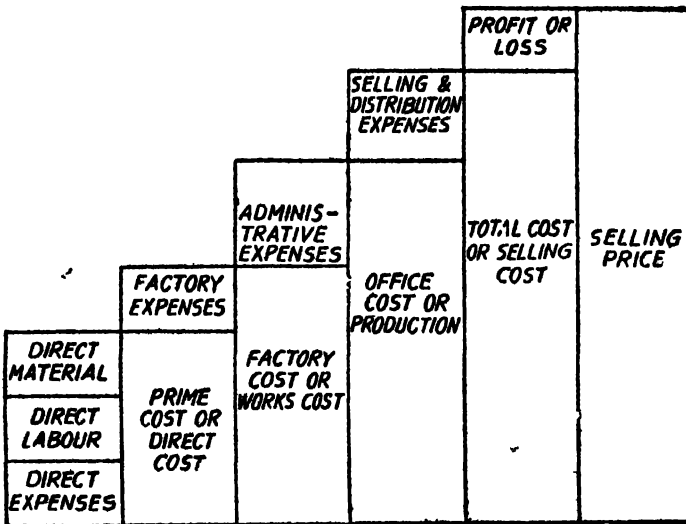 PROFIT OR
LOSS
SELLING &
DISTRIBUTION
EXPENSES
ADMINIS-
TRATIVE
EXPENSES
TOTAL COST
OR SELLING
COST
SELLING
PRICE
FACTORY
EXPENSES
OFFICE
COST OR
PRODUCTION
DIRECT
MATERIAL
FACTORY
COST OR
WORKS COST
PRIME
COST OR
DIRECT
COST
DIRECT
LABOUR
DIRECT
EXPENSES